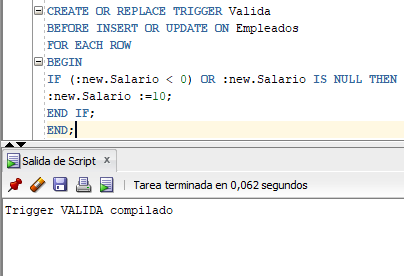 CREATE OR REPLACE TRIGGER Valida
BEFORE INSERT OR UPDATE ON Empleados
FOR EACH ROW
BEGIN
IF (:new.Salario < 0) OR :new.Salario IS NULL THEN
:new.Salario :=10;
END IF;
END;
Salida de Script x
Tarea terminada en 0,062 segundos
Trigger VALIDA compilado